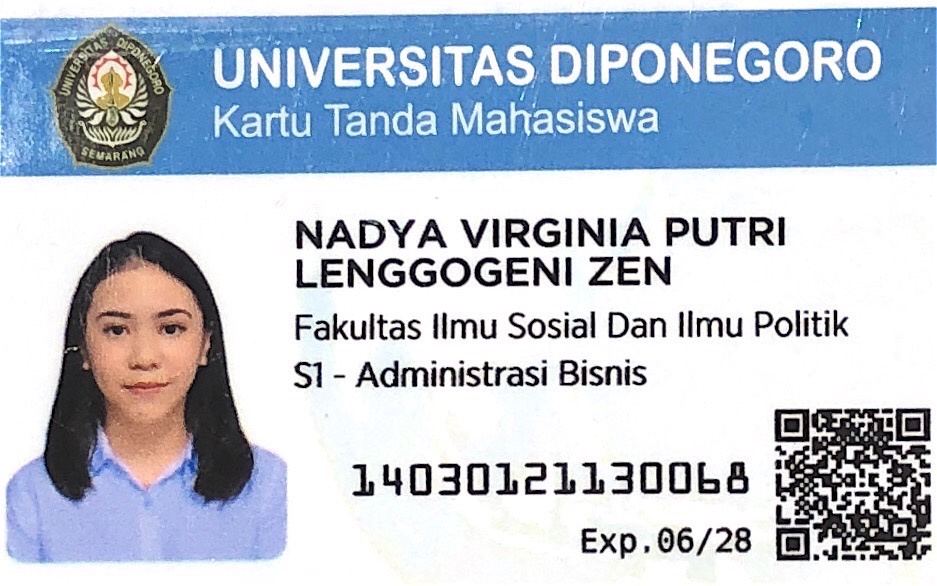 UNIVERSITAS DIPONEGORO
SEMARANG
UNIVERSITAS DIPONEGORO
Kartu Tanda Mahasiswa
NADYA VIRGINIA PUTRI
LENGGOGENI ZEN
Fakultas Ilmu Sosial Dan Ilmu Politik
S1 - Administrasi Bisnis
14030121130068
Exp.06/28